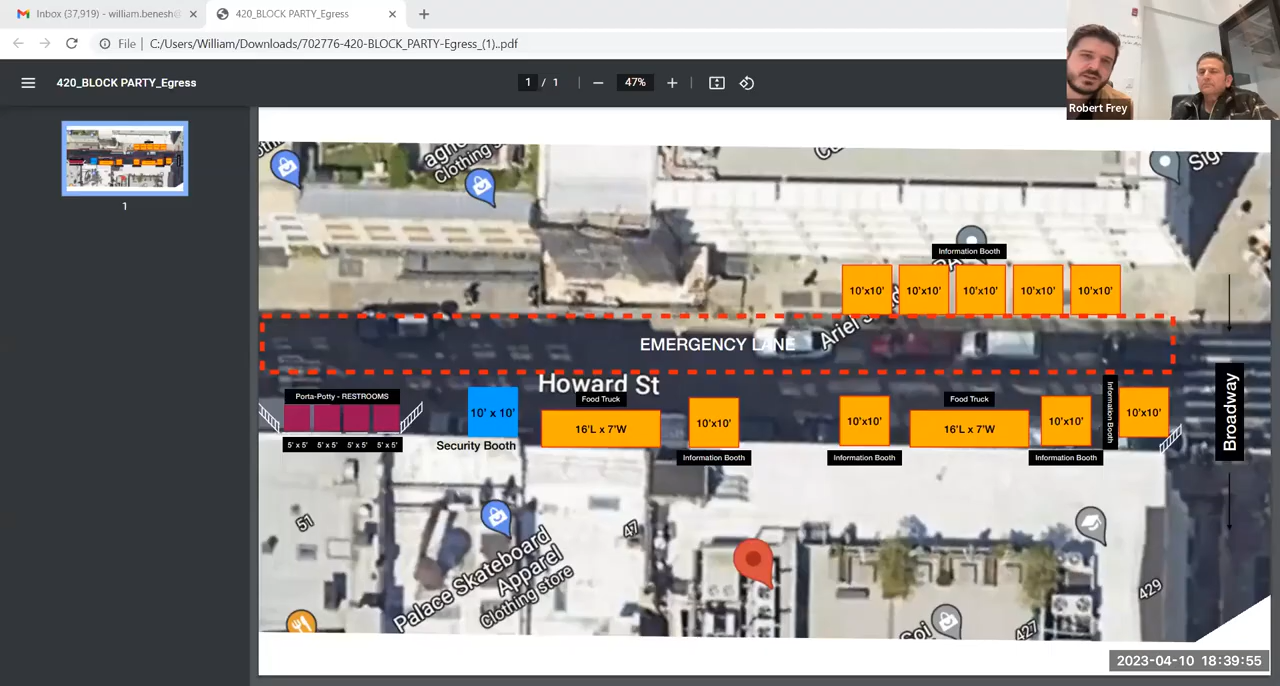 Inbox (37,919) - william.benesh@
420_BLOCK PARTY_Egress
File
C:/Users/William/Downloads/702776-420-BLOCK_PARTY-Egress_(1)..pdf
420_BLOCK PARTY_Egress
1 / 1
47%
Robert Frey
1
Clothing store
Information Booth
10'x10'
10'x10'
10'x10'
10'x10'
10'x10'
EMERGENCY LANE
Howard St
Porta-Potty - RESTROOMS
5' x 5'
5' x 5'
5' x 5'
5' x 5'
10' x 10'
Security Booth
Food Truck
16'L x 7'W
10'x10'
Information Booth
10'x10'
Information Booth
Food Truck
16'L x 7'W
10'x10'
Information Booth
Information Booth
10'x10'
Broadway
51
47
Palace Skateboard
Apparel
Clothing store
429
427
2023-04-10 18:39:55